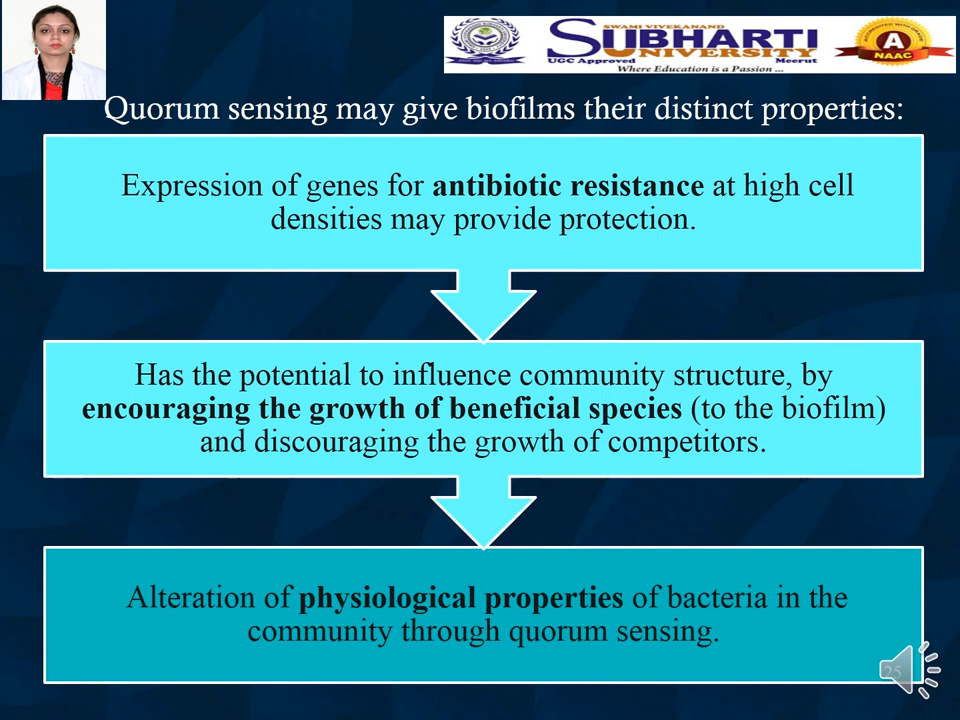 SWAMI VIVEKANAND
SUBHARTI
UNIVERSITY
UGC Approved Meerut
Where Education is a Passion ...
A
NAAC
Quorum sensing may give biofilms their distinct properties:
Expression of genes for antibiotic resistance at high cell
densities may provide protection.
Has the potential to influence community structure, by
encouraging the growth of beneficial species (to the biofilm)
and discouraging the growth of competitors.
Alteration of physiological properties of bacteria in the
community through quorum sensing.
25